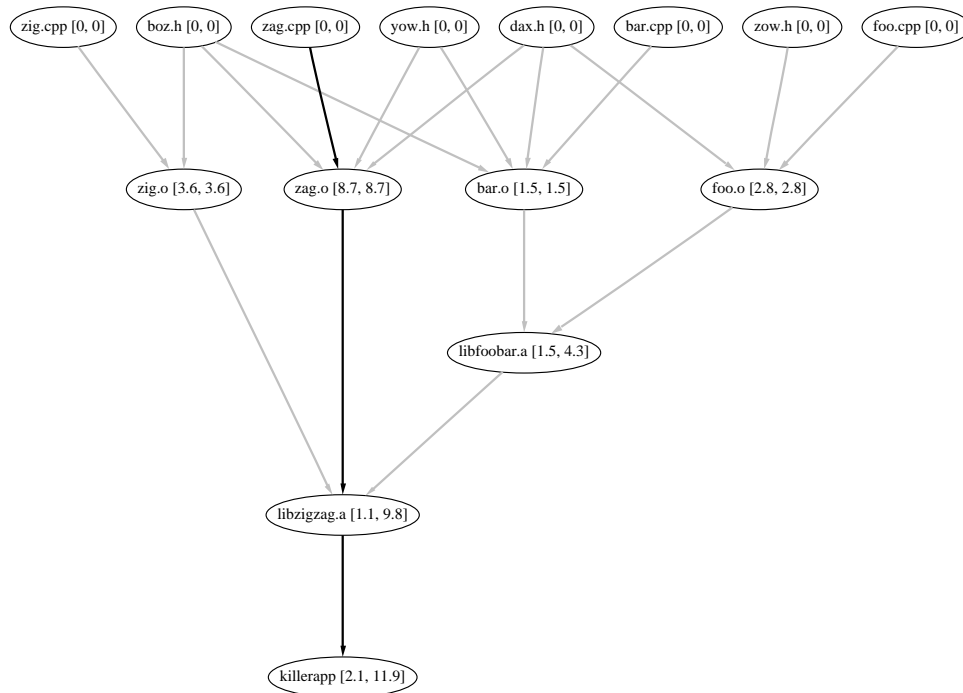 zig.cpp [0, 0]
boz.h [0, 0]
zag.cpp [0, 0]
yow.h [0, 0]
dax.h [0, 0]
bar.cpp [0, 0]
zow.h [0, 0]
foo.cpp [0, 0]
zig.o [3.6, 3.6]
zag.o [8.7, 8.7]
bar.o [1.5, 1.5]
foo.o [2.8, 2.8]
libfoobar.a [1.5, 4.3]
libzigzag.a [1.1, 9.8]
killerapp [2.1, 11.9]